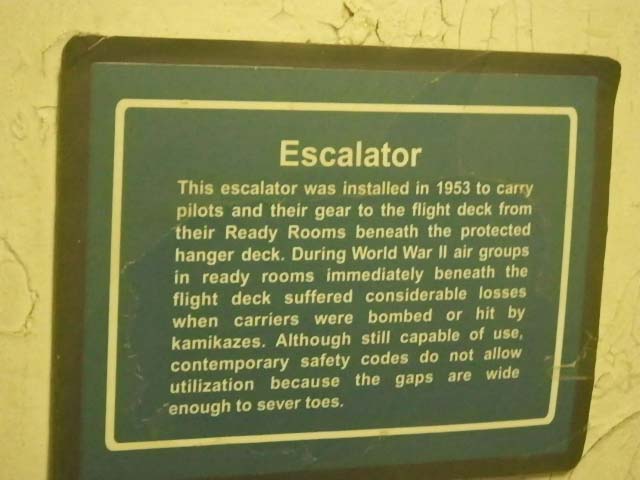 Escalator
This escalator was installed in 1953 to carry
pilots and their gear to the flight deck from
their Ready Rooms beneath the protected
hanger deck. During World War II air groups
in ready rooms immediately beneath the
flight deck suffered considerable losses
when carriers were bombed or hit by
kamikazes. Although still capable of use,
contemporary safety codes do not allow
utilization because the gaps are wide
enough to sever toes.